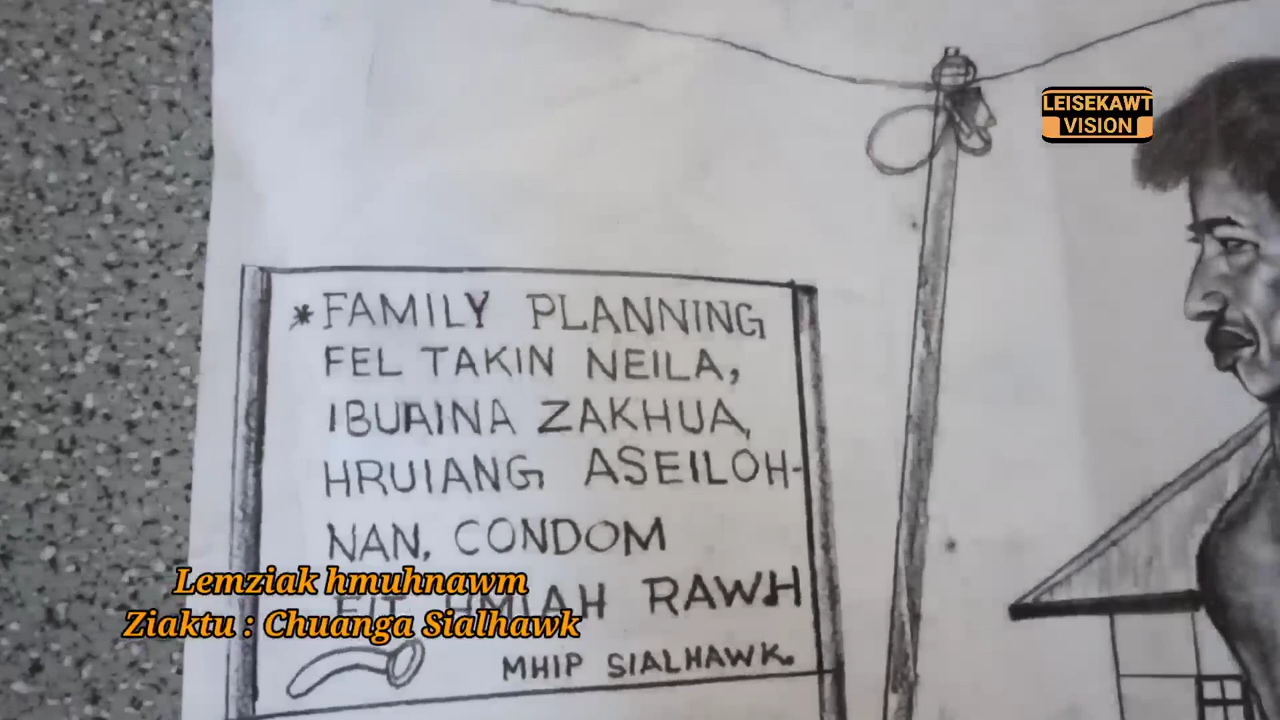 LEISEKAWT
VISION
*FAMILY PLANNING
FEL TAKIN NEILA,
IBUAINA ZAKHUA,
HRUIANG ASEILOH-
NAN, CONDOM
HMIAH RAWH
MHIP SIALHAWK.
Lemziak hmuhnawm
Ziaktu : Chuanga Sialhawk